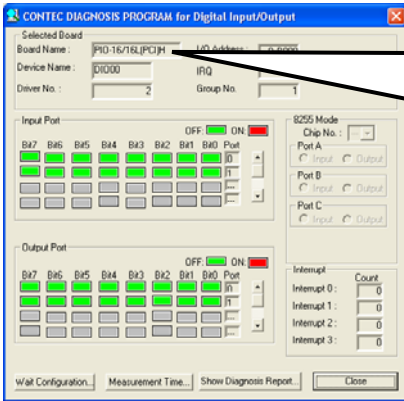 CONTEC DIAGNOSIS PROGRAM for Digital Input/Output
Selected Board
Board Name : PIO-16/16L(PCI)H
Device Name : DIO00 IRQ
Driver No. : 2 Group No. 1
Input Port
OFF: ON:
Bit7 Bit6 Bit5 Bit4 Bit3 Bit2 Bit1 Bit0 Port
0
1
---
---
8255 Mode
Chip No. : ---
Port A
Input Output
Port B
Input Output
Port C
Input Output
Output Port
OFF: ON:
Bit7 Bit6 Bit5 Bit4 Bit3 Bit2 Bit1 Bit0 Port
0
1
---
---
Interrupt
Count
Interrupt 0 : 0
Interrupt 1 : 0
Interrupt 2 : 0
Interrupt 3 : 0
Wait Configuration... Measurement Time... Show Diagnosis Report... Close